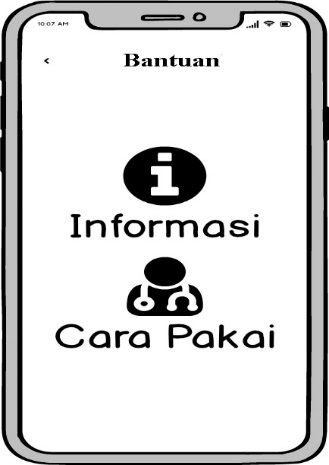 10:07 AM
< Bantuan
Informasi
Cara Pakai